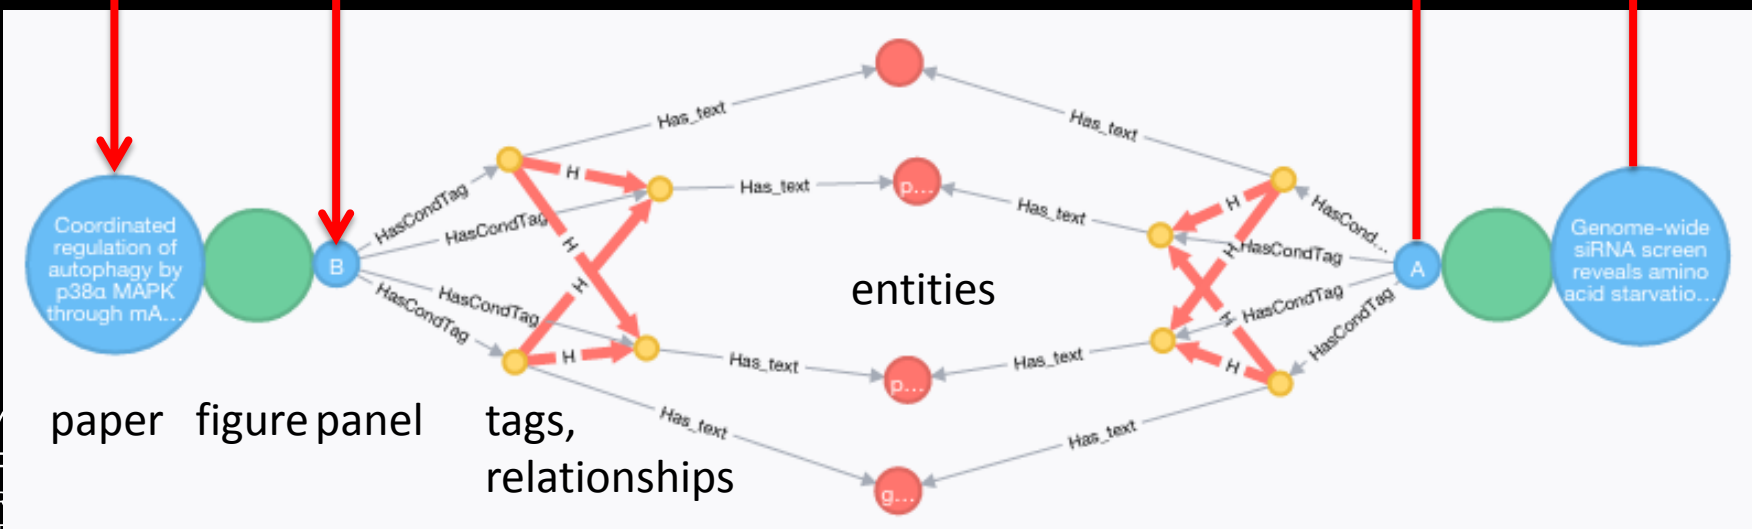 Has_text
Has_text
H
p...
Has_text
Has_text
H
HasCondTag
HasCond...
HasCondTag
H
H
HasCondTag
Coordinated
regulation of
autophagy by
p38α MAPK
through mA...
B
entities
A
Genome-wide
siRNA screen
reveals amino
acid starvatio...
HasCondTag
HasCondTag
H
H
HasCondTag
HasCondTag
H
Has_text
p...
Has_text
H
paper
figure
panel
tags,
relationships
Has_text
Has_text
g...